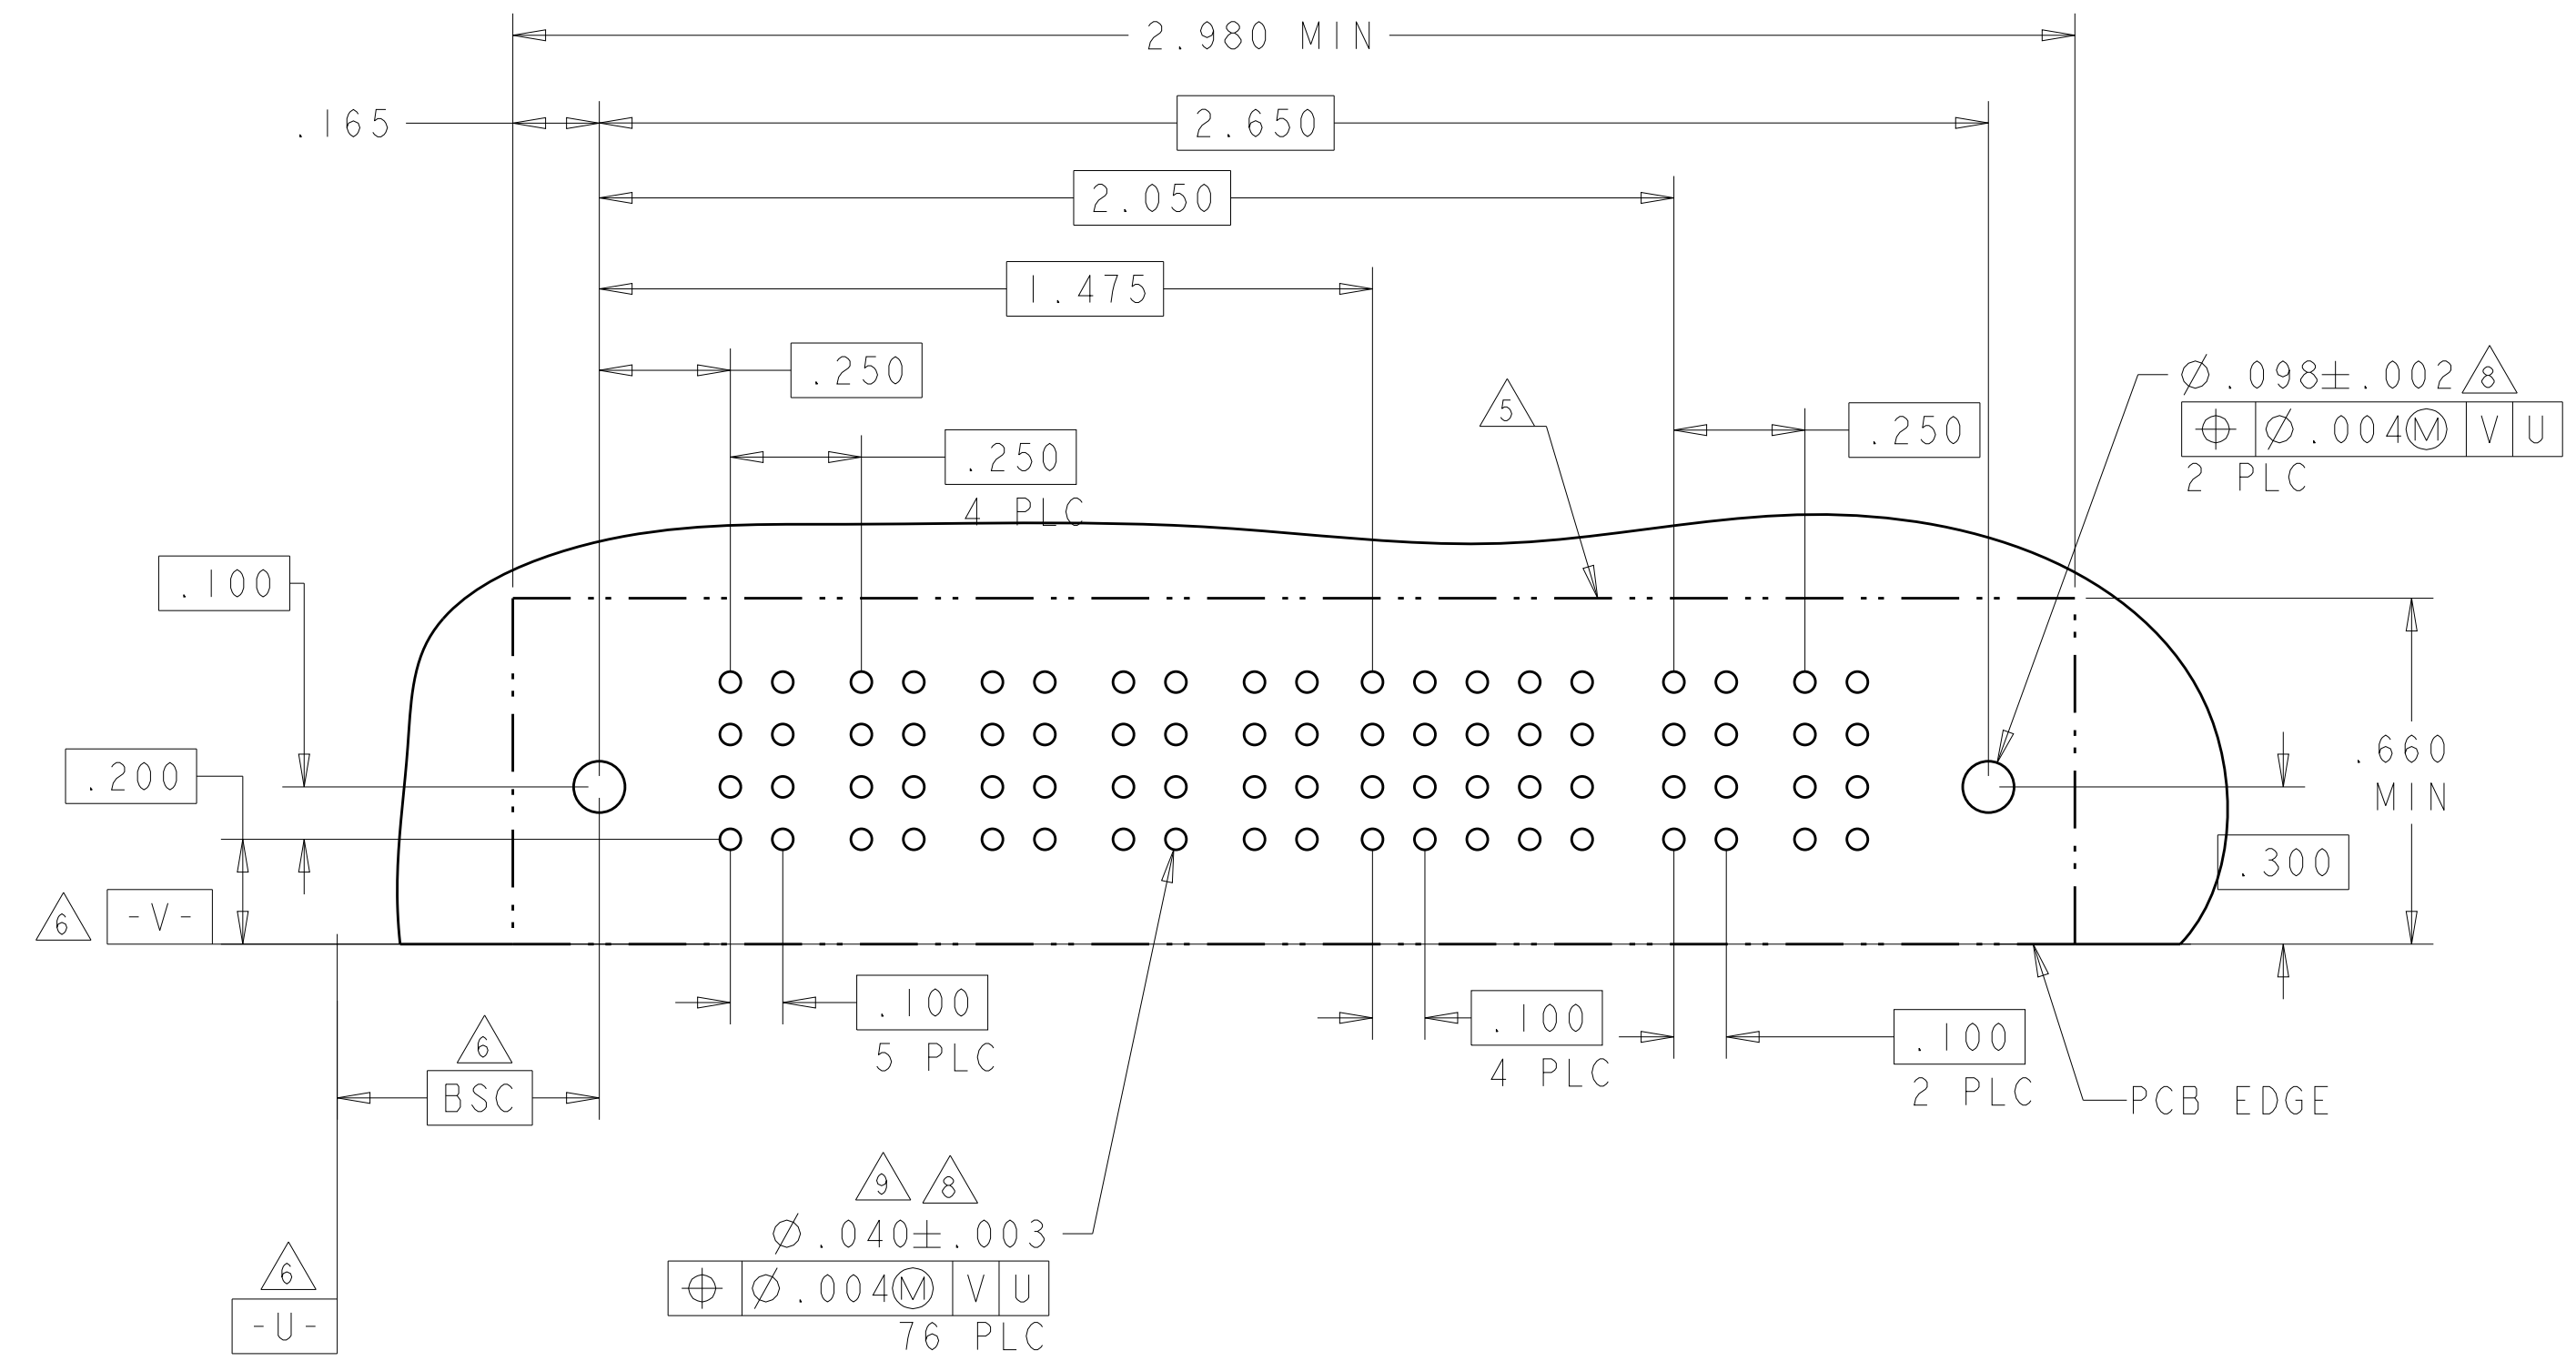 2.980 MIN
.165
2.650
2.050
1.475
.250
.250
4 PLC
5
.250
⌀.098±.002 8
⌖ ⌀.004Ⓜ V U
2 PLC
.100
.200
.660
MIN
.300
6 -V-
.100
5 PLC
.100
4 PLC
.100
2 PLC
6
BSC
PCB EDGE
9 8
⌀.040±.003
⌖ ⌀.004Ⓜ V U
76 PLC
6
-U-